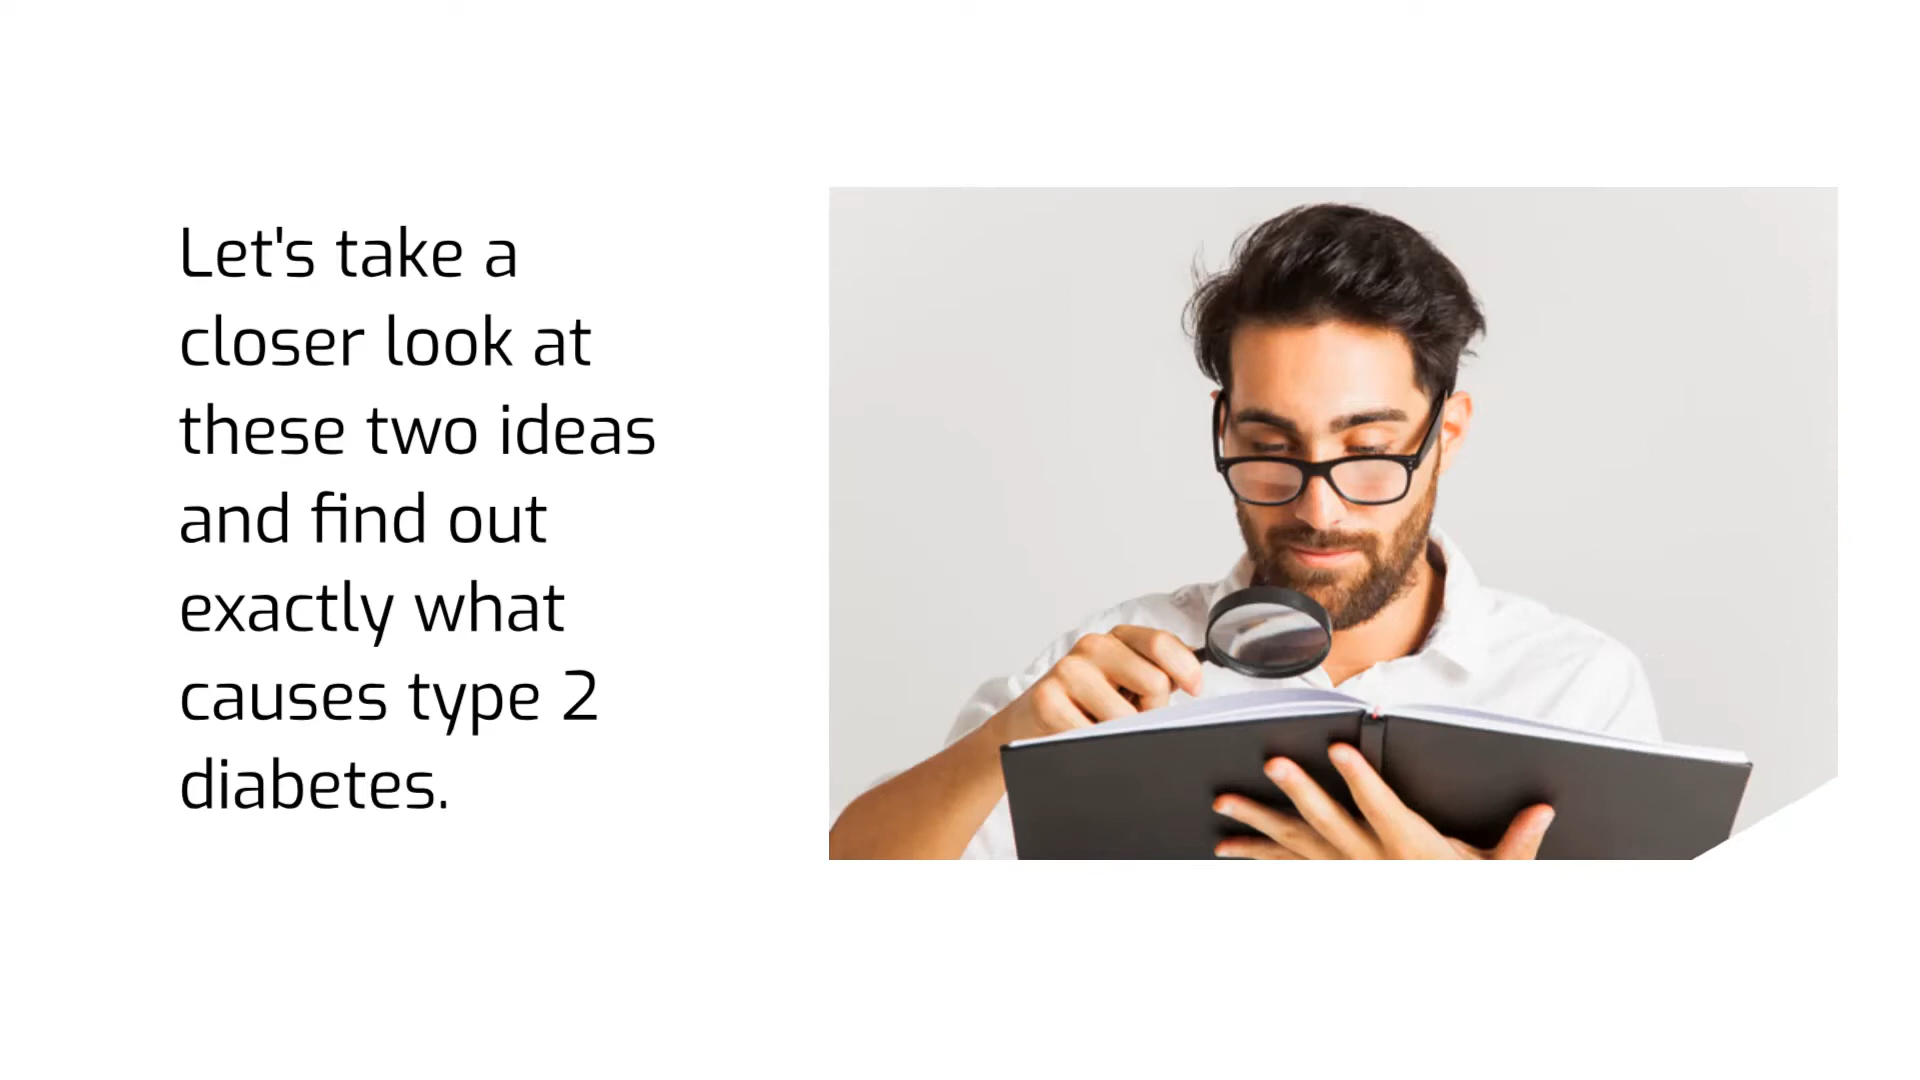 Let's take a
closer look at
these two ideas
and find out
exactly what
causes type 2
diabetes.